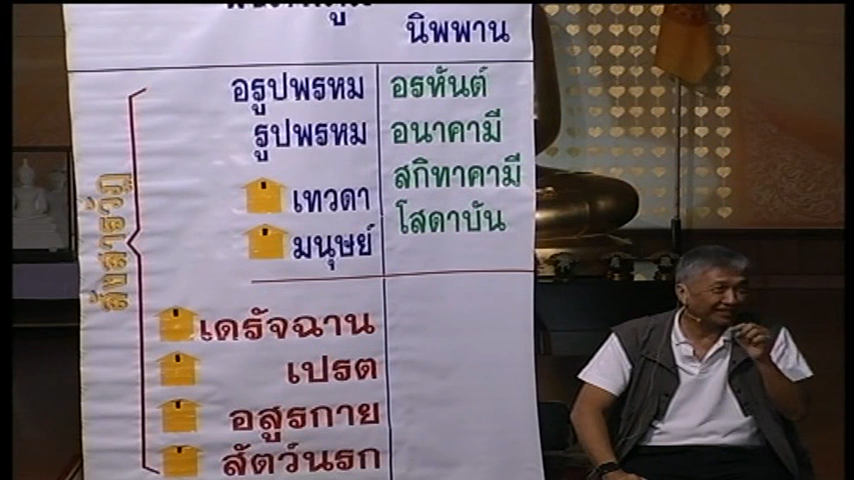 นิพพาน
อรูปพรหม อรหันต์
รูปพรหม อนาคามี
เทวดา สกิทาคามี
มนุษย์ โสดาบัน
สังสารวัฏ
เดรัจฉาน
เปรต
อสูรกาย
สัตว์นรก